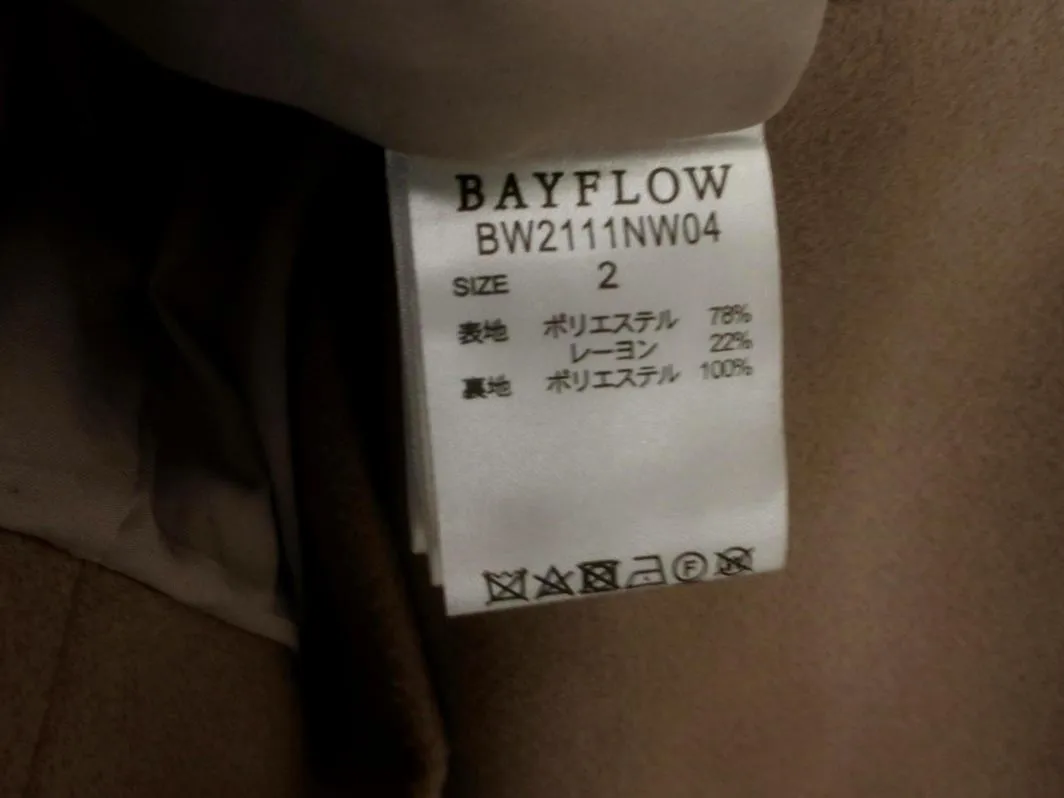 BAYFLOW
BW2111NW04
SIZE 2
表地 ポリエステル 78%
レーヨン 22%
裏地 ポリエステル 100%
F
W